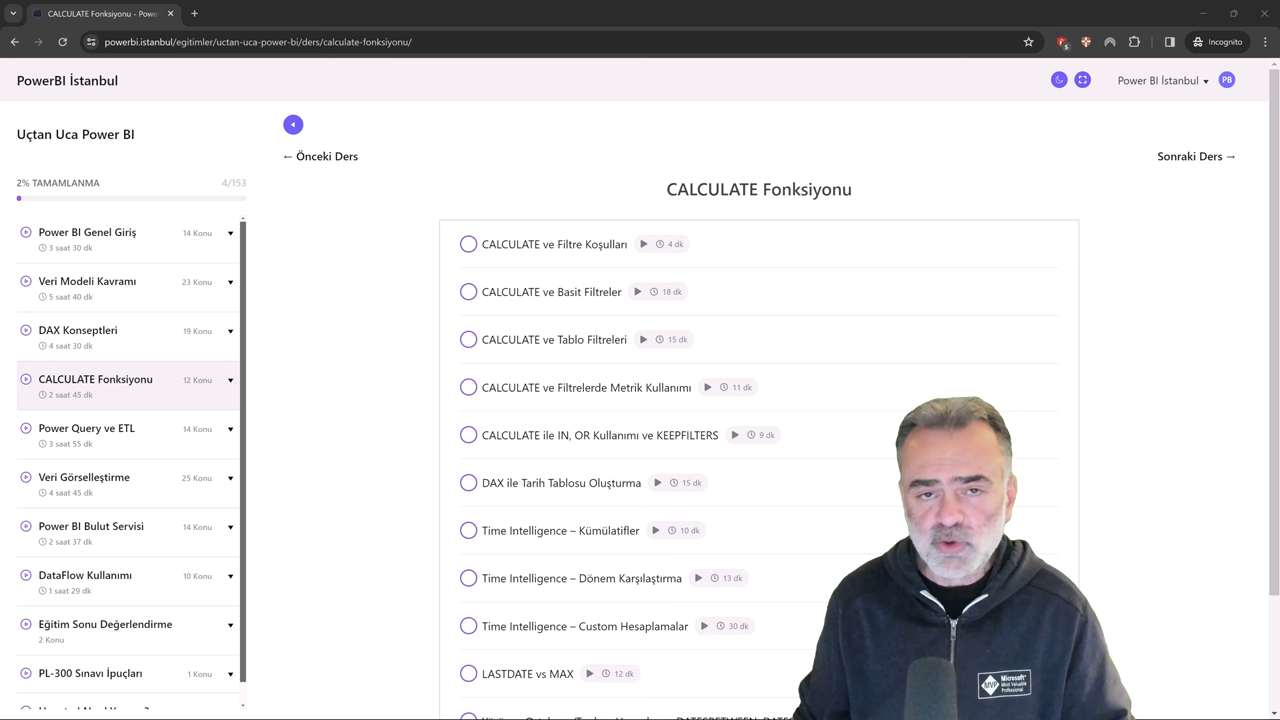 CALCULATE Fonksiyonu - Powe
powerbi.istanbul/egitimler/uctan-uca-power-bi/ders/calculate-fonksiyonu/
5
Incognito
PowerBI İstanbul
Power BI İstanbul
PB
Uçtan Uca Power BI
2% TAMAMLANMA 4/153
Power BI Genel Giriş 14 Konu
3 saat 30 dk
Veri Modeli Kavramı 23 Konu
5 saat 40 dk
DAX Konseptleri 19 Konu
4 saat 30 dk
CALCULATE Fonksiyonu 12 Konu
2 saat 45 dk
Power Query ve ETL 14 Konu
3 saat 55 dk
Veri Görselleştirme 25 Konu
4 saat 45 dk
Power BI Bulut Servisi 14 Konu
2 saat 37 dk
DataFlow Kullanımı 10 Konu
1 saat 29 dk
Eğitim Sonu Değerlendirme
2 Konu
PL-300 Sınavı İpuçları 1 Konu
← Önceki Ders
Sonraki Ders →
CALCULATE Fonksiyonu
CALCULATE ve Filtre Koşulları 4 dk
CALCULATE ve Basit Filtreler 18 dk
CALCULATE ve Tablo Filtreleri 15 dk
CALCULATE ve Filtrelerde Metrik Kullanımı 11 dk
CALCULATE ile IN, OR Kullanımı ve KEEPFILTERS 9 dk
DAX ile Tarih Tablosu Oluşturma 15 dk
Time Intelligence – Kümülatifler 10 dk
Time Intelligence – Dönem Karşılaştırma 13 dk
Time Intelligence – Custom Hesaplamalar 30 dk
LASTDATE vs MAX 12 dk
MVP
Microsoft
Most Valuable
Professional